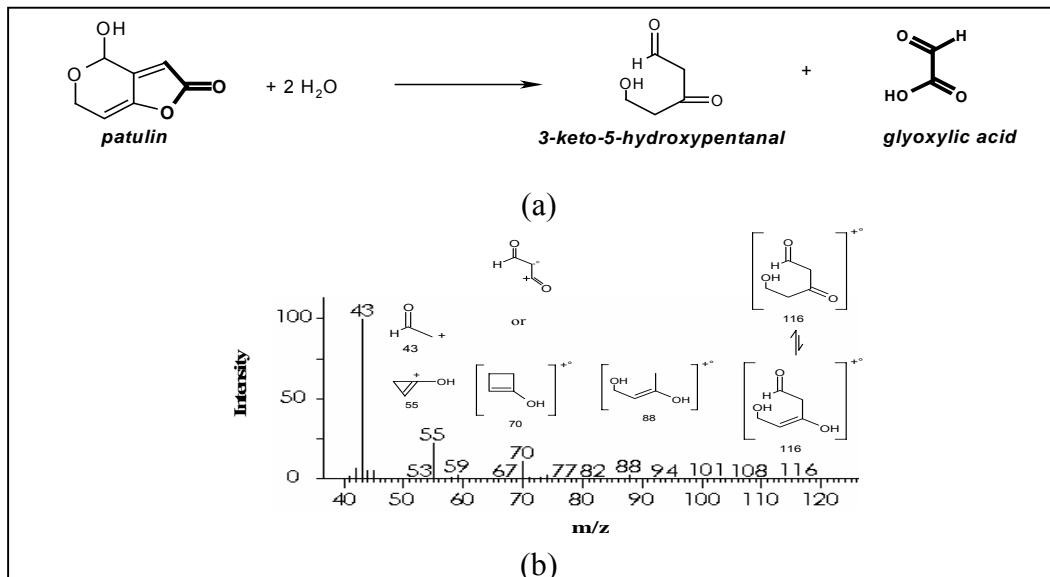 OH
O
O
O
patulin
+ 2 H₂O
O
H
OH
O
3-keto-5-hydroxypentanal
+
O
H
HO
O
glyoxylic acid
(a)
O
H
-
+
O
or
O
H
+
43
+
OH
55
OH
+°
70
HO
OH
+°
88
O
H
OH
O
+°
116
O
H
OH
OH
+°
116
Intensity
100
50
0
43
53
55
59
67
70
77
82
88
94
101
108
116
40
50
60
70
80
90
100
110
120
m/z
(b)